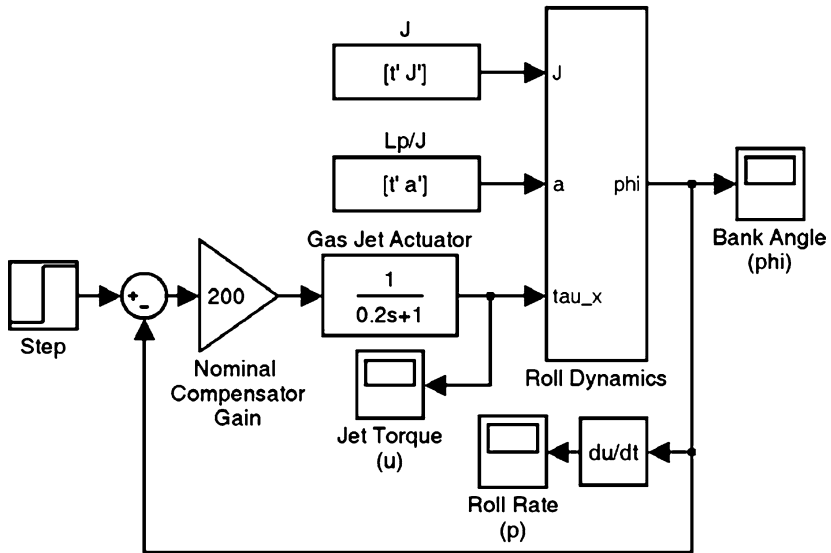 J
[t' J']
J
Lp/J
[t' a']
a
phi
Bank Angle
(phi)
Gas Jet Actuator
+
-
200
1
0.2s+1
tau_x
Step
Nominal
Compensator
Gain
Roll Dynamics
Jet Torque
(u)
du/dt
Roll Rate
(p)